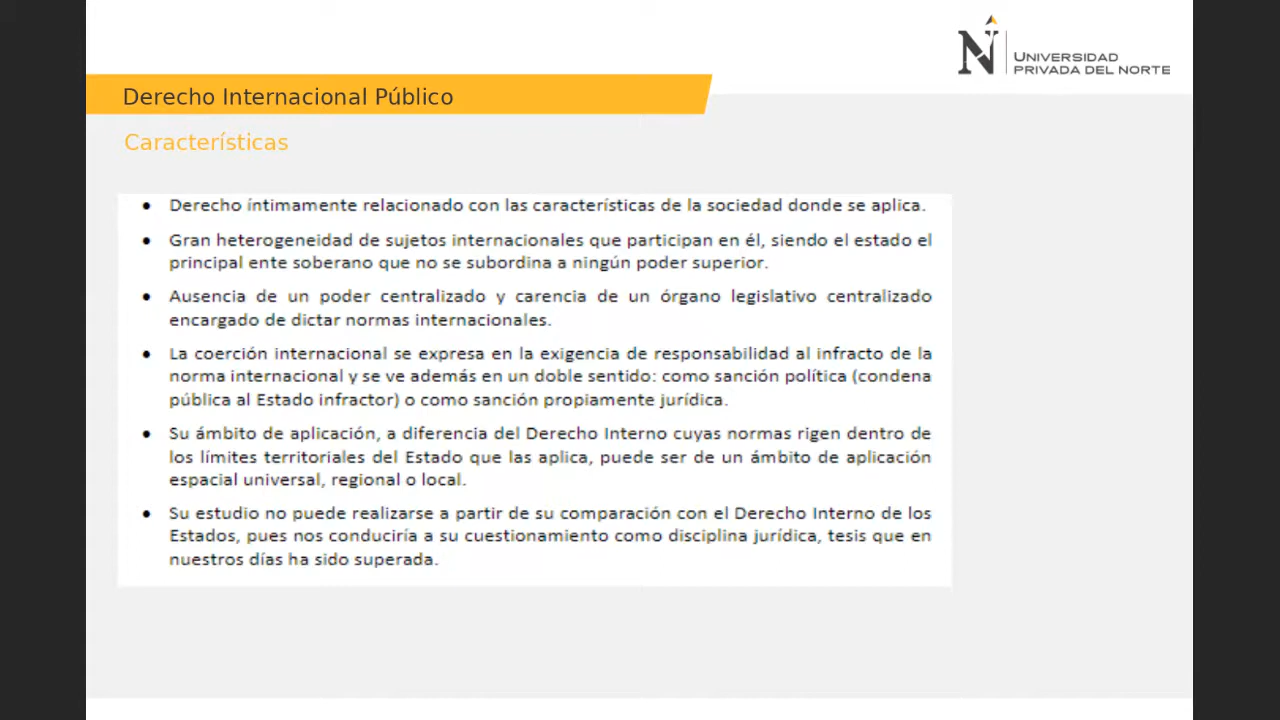 UNIVERSIDAD
PRIVADA DEL NORTE
Derecho Internacional Público
Características
• Derecho íntimamente relacionado con las características de la sociedad donde se aplica.
• Gran heterogeneidad de sujetos internacionales que participan en él, siendo el estado el
principal ente soberano que no se subordina a ningún poder superior.
• Ausencia de un poder centralizado y carencia de un órgano legislativo centralizado
encargado de dictar normas internacionales.
• La coerción internacional se expresa en la exigencia de responsabilidad al infracto de la
norma internacional y se ve además en un doble sentido: como sanción política (condena
pública al Estado infractor) o como sanción propiamente jurídica.
• Su ámbito de aplicación, a diferencia del Derecho Interno cuyas normas rigen dentro de
los límites territoriales del Estado que las aplica, puede ser de un ámbito de aplicación
espacial universal, regional o local.
• Su estudio no puede realizarse a partir de su comparación con el Derecho Interno de los
Estados, pues nos conduciría a su cuestionamiento como disciplina jurídica, tesis que en
nuestros días ha sido superada.